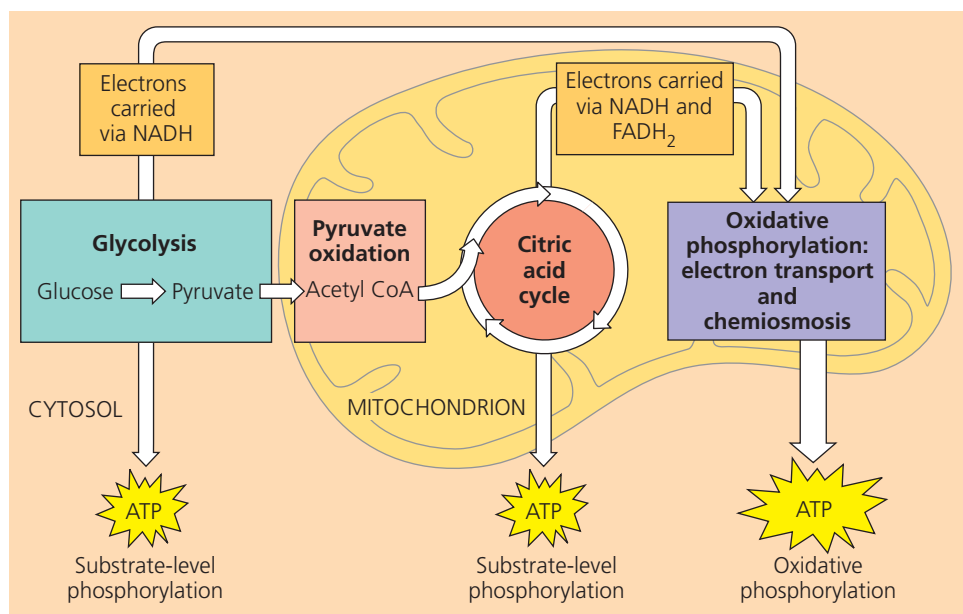 Electrons
carried
via NADH
Electrons carried
via NADH and
FADH₂
Glycolysis
Glucose
Pyruvate
Pyruvate
oxidation
Acetyl CoA
Citric
acid
cycle
Oxidative
phosphorylation:
electron transport
and
chemiosmosis
CYTOSOL
MITOCHONDRION
ATP
ATP
ATP
Substrate-level
phosphorylation
Substrate-level
phosphorylation
Oxidative
phosphorylation